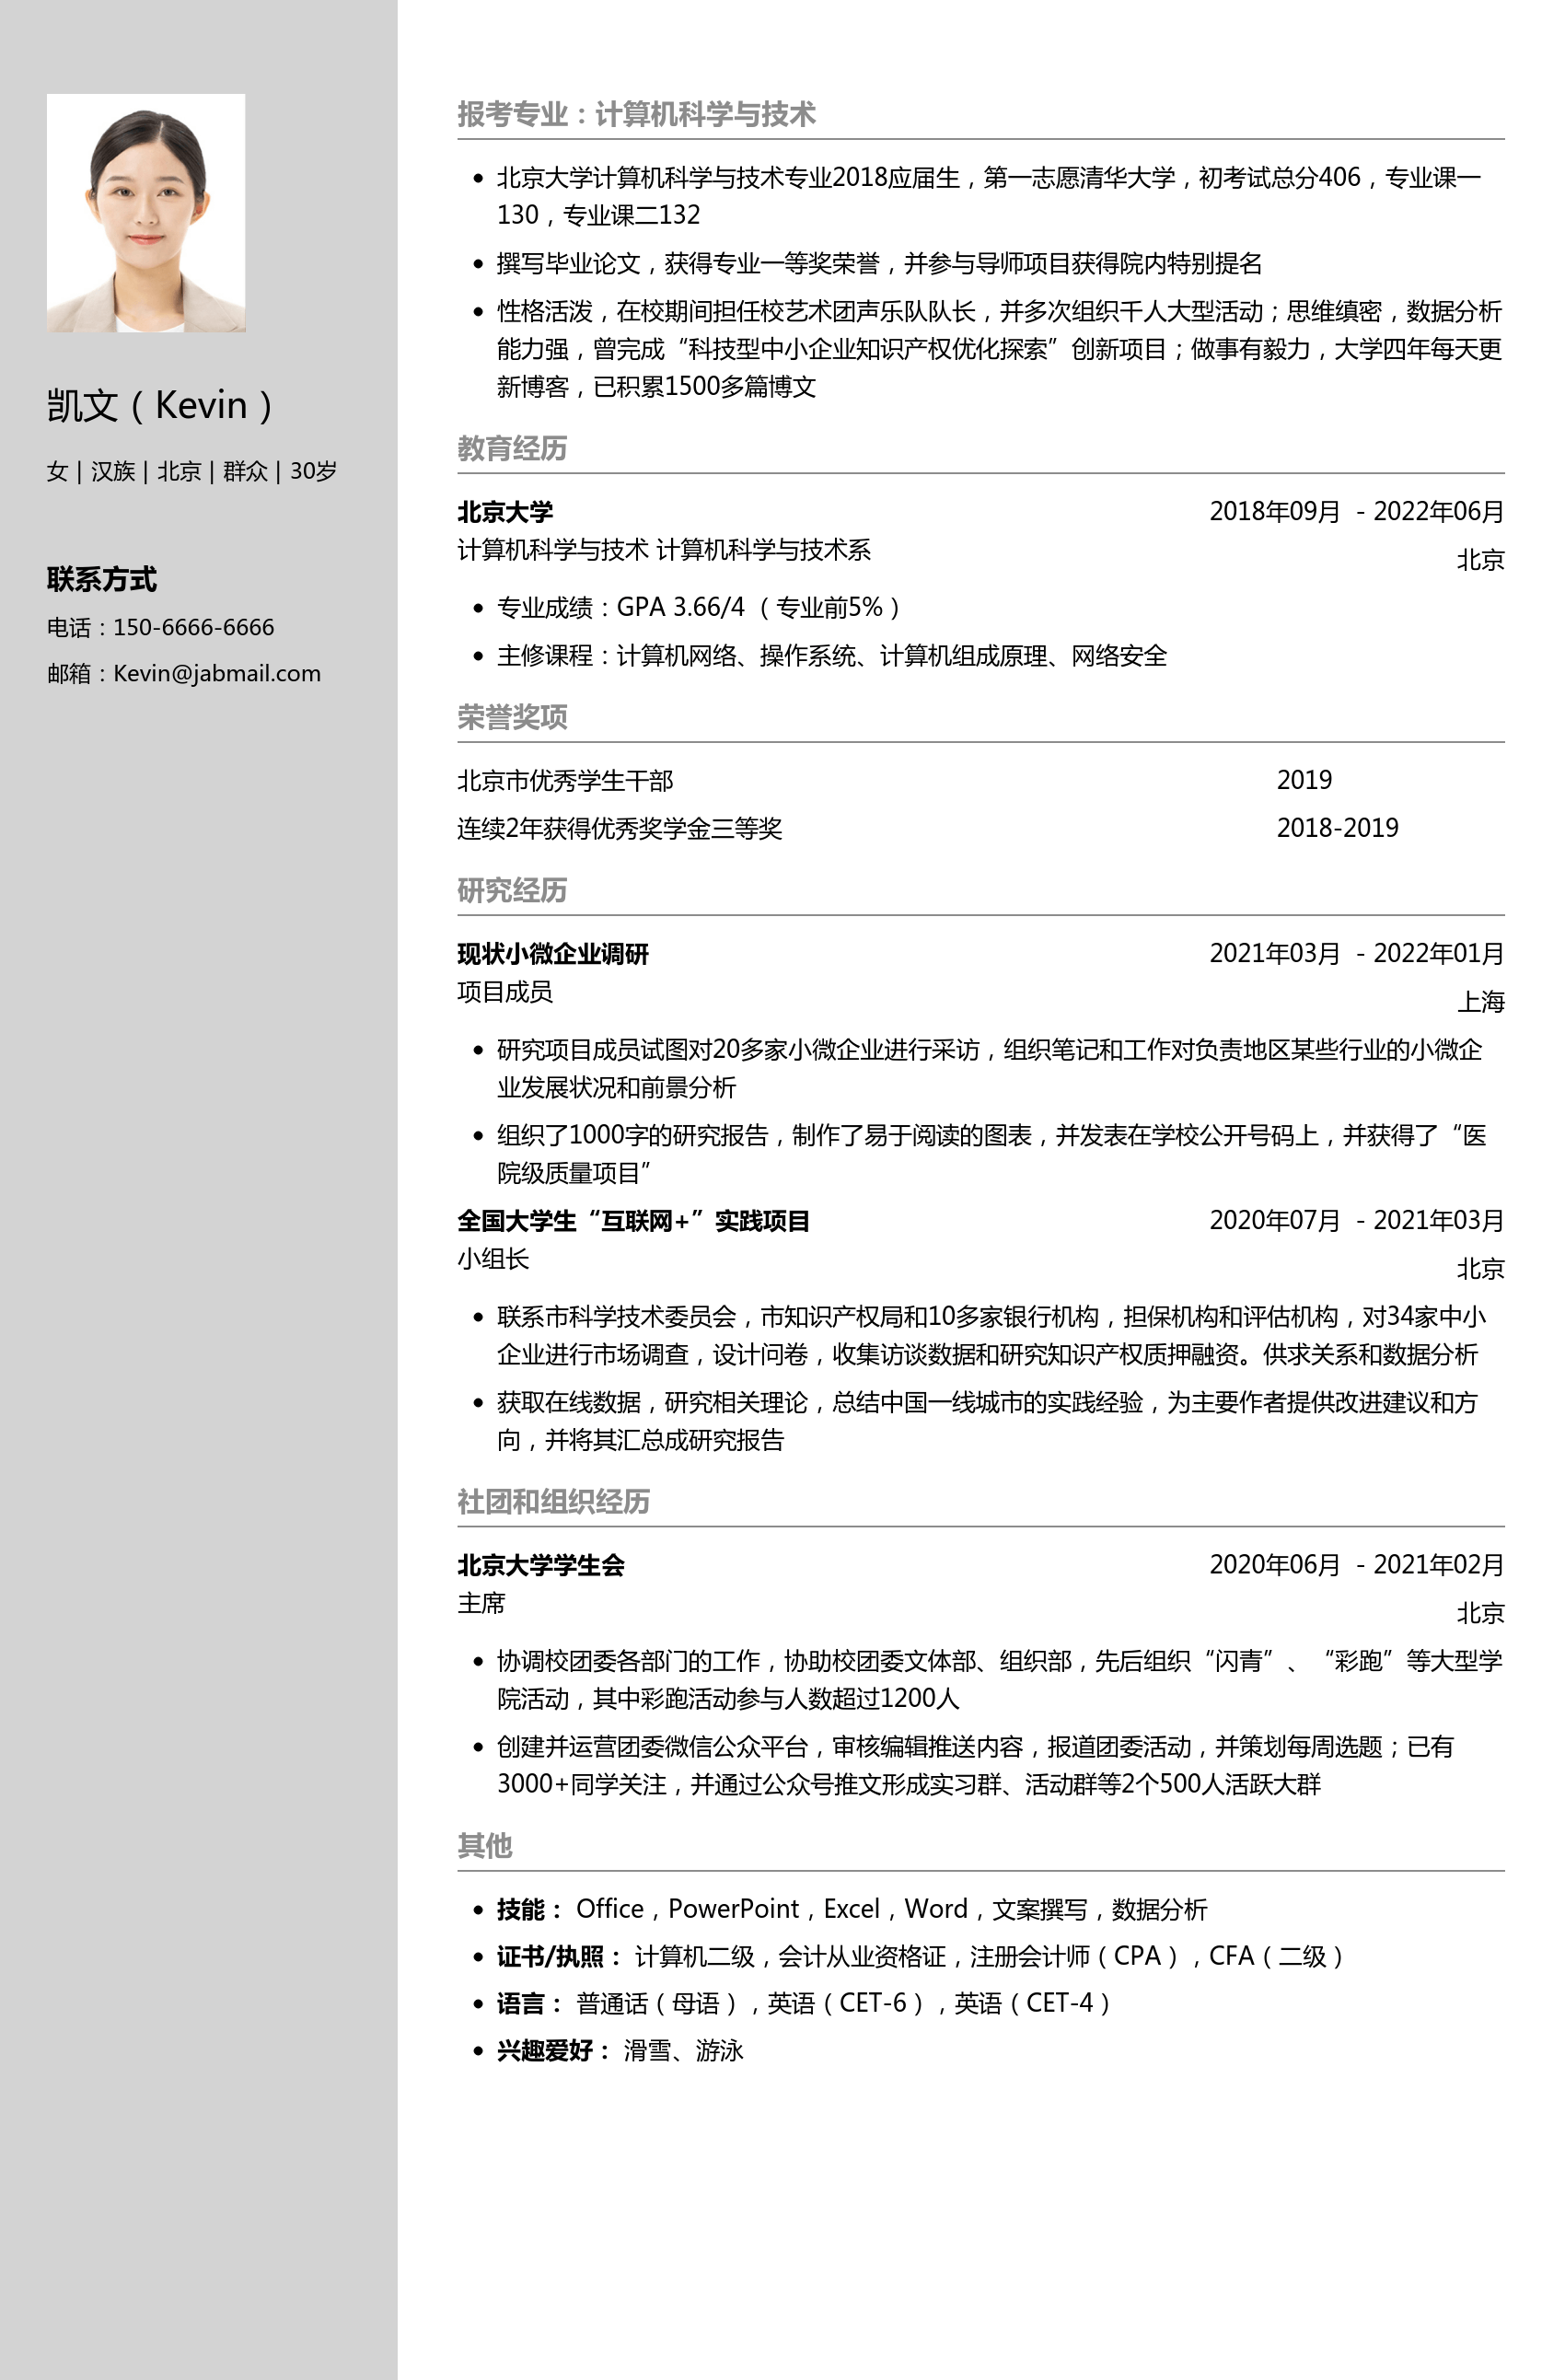 凯文（Kevin）
女 | 汉族 | 北京 | 群众 | 30岁
联系方式
电话：150-6666-6666
邮箱：Kevin@jabmail.com
报考专业：计算机科学与技术
北京大学计算机科学与技术专业2018应届生，第一志愿清华大学，初考试总分406，专业课一
130，专业课二132
撰写毕业论文，获得专业一等奖荣誉，并参与导师项目获得院内特别提名
性格活泼，在校期间担任校艺术团声乐队队长，并多次组织千人大型活动；思维缜密，数据分析
能力强，曾完成“科技型中小企业知识产权优化探索”创新项目；做事有毅力，大学四年每天更
新博客，已积累1500多篇博文
教育经历
北京大学 2018年09月 - 2022年06月
计算机科学与技术 计算机科学与技术系 北京
专业成绩：GPA 3.66/4 （专业前5%）
主修课程：计算机网络、操作系统、计算机组成原理、网络安全
荣誉奖项
北京市优秀学生干部 2019
连续2年获得优秀奖学金三等奖 2018-2019
研究经历
现状小微企业调研 2021年03月 - 2022年01月
项目成员 上海
研究项目成员试图对20多家小微企业进行采访，组织笔记和工作对负责地区某些行业的小微企
业发展状况和前景分析
组织了1000字的研究报告，制作了易于阅读的图表，并发表在学校公开号码上，并获得了“医
院级质量项目”
全国大学生“互联网+”实践项目 2020年07月 - 2021年03月
小组长 北京
联系市科学技术委员会，市知识产权局和10多家银行机构，担保机构和评估机构，对34家中小
企业进行市场调查，设计问卷，收集访谈数据和研究知识产权质押融资。供求关系和数据分析
获取在线数据，研究相关理论，总结中国一线城市的实践经验，为主要作者提供改进建议和方
向，并将其汇总成研究报告
社团和组织经历
北京大学学生会 2020年06月 - 2021年02月
主席 北京
协调校团委各部门的工作，协助校团委文体部、组织部，先后组织“闪青”、“彩跑”等大型学
院活动，其中彩跑活动参与人数超过1200人
创建并运营团委微信公众平台，审核编辑推送内容，报道团委活动，并策划每周选题；已有
3000+同学关注，并通过公众号推文形成实习群、活动群等2个500人活跃大群
其他
技能： Office，PowerPoint，Excel，Word，文案撰写，数据分析
证书/执照： 计算机二级，会计从业资格证，注册会计师（CPA），CFA（二级）
语言： 普通话（母语），英语（CET-6），英语（CET-4）
兴趣爱好： 滑雪、游泳